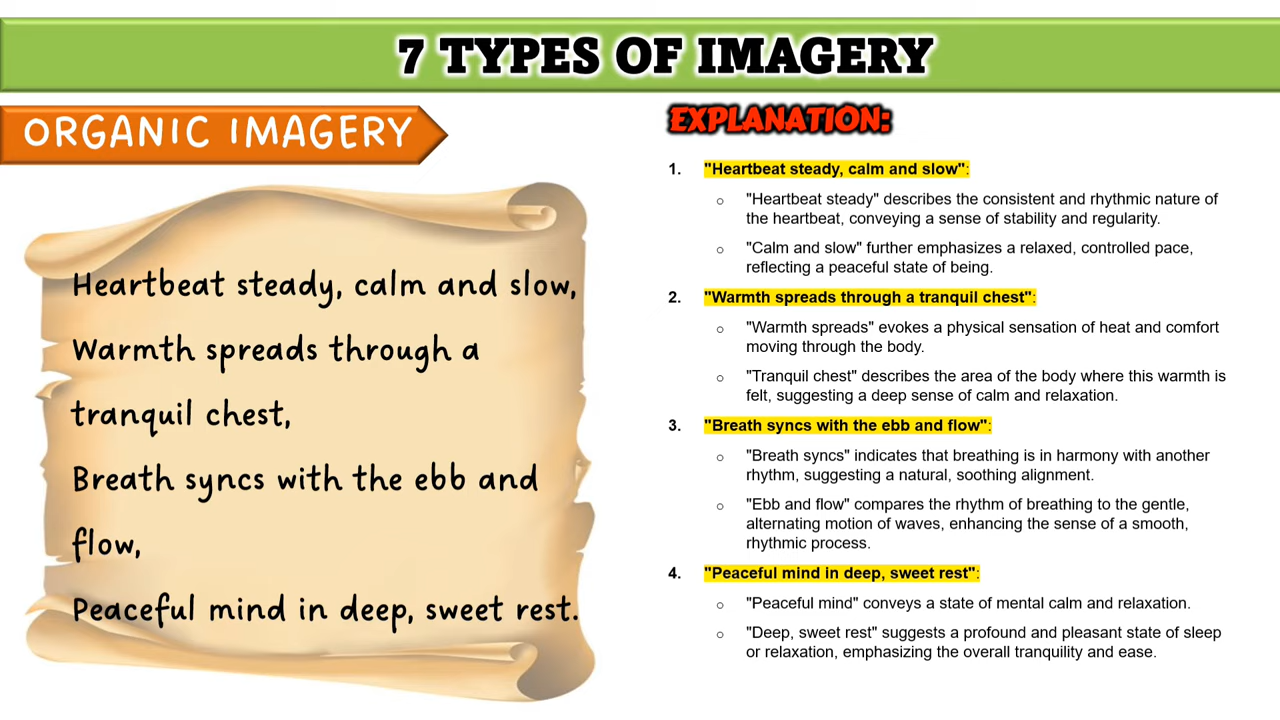 7 TYPES OF IMAGERY
ORGANIC IMAGERY
Heartbeat steady, calm and slow,
Warmth spreads through a
tranquil chest,
Breath syncs with the ebb and
flow,
Peaceful mind in deep, sweet rest.
EXPLANATION:
1. "Heartbeat steady, calm and slow":
○ "Heartbeat steady" describes the consistent and rhythmic nature of
the heartbeat, conveying a sense of stability and regularity.
○ "Calm and slow" further emphasizes a relaxed, controlled pace,
reflecting a peaceful state of being.
2. "Warmth spreads through a tranquil chest":
○ "Warmth spreads" evokes a physical sensation of heat and comfort
moving through the body.
○ "Tranquil chest" describes the area of the body where this warmth is
felt, suggesting a deep sense of calm and relaxation.
3. "Breath syncs with the ebb and flow":
○ "Breath syncs" indicates that breathing is in harmony with another
rhythm, suggesting a natural, soothing alignment.
○ "Ebb and flow" compares the rhythm of breathing to the gentle,
alternating motion of waves, enhancing the sense of a smooth,
rhythmic process.
4. "Peaceful mind in deep, sweet rest":
○ "Peaceful mind" conveys a state of mental calm and relaxation.
○ "Deep, sweet rest" suggests a profound and pleasant state of sleep
or relaxation, emphasizing the overall tranquility and ease.